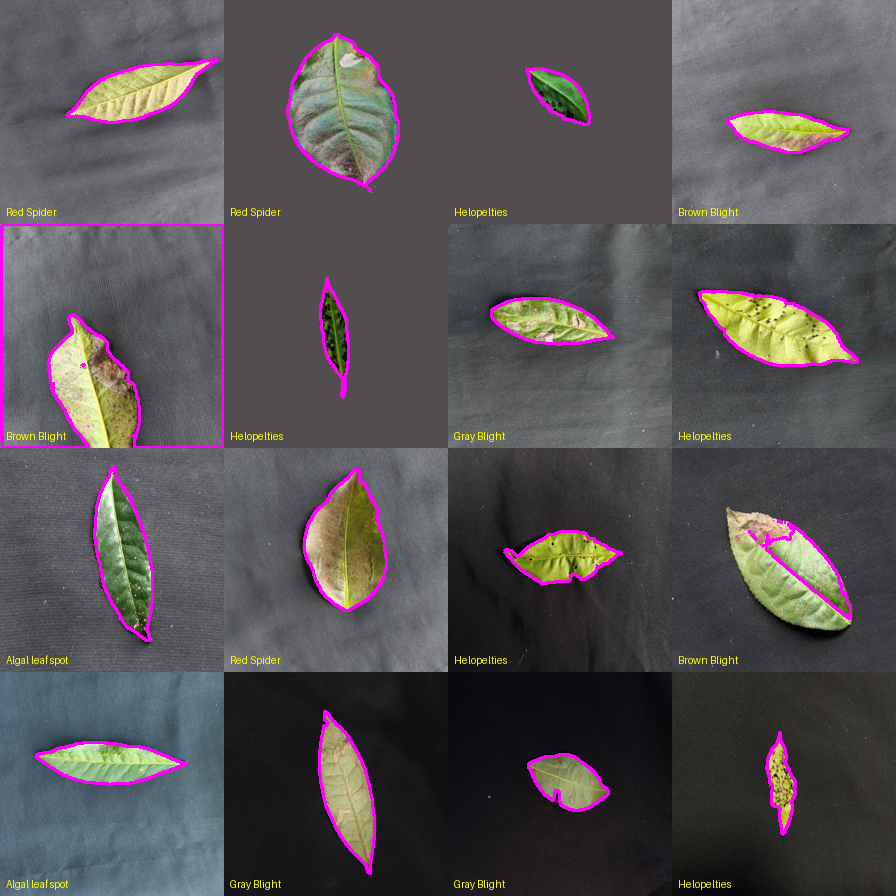 Red Spider
Red Spider
Helopelties
Brown Blight
Brown Blight
Helopelties
Gray Blight
Helopelties
Algal leaf spot
Red Spider
Helopelties
Brown Blight
Algal leaf spot
Gray Blight
Gray Blight
Helopelties